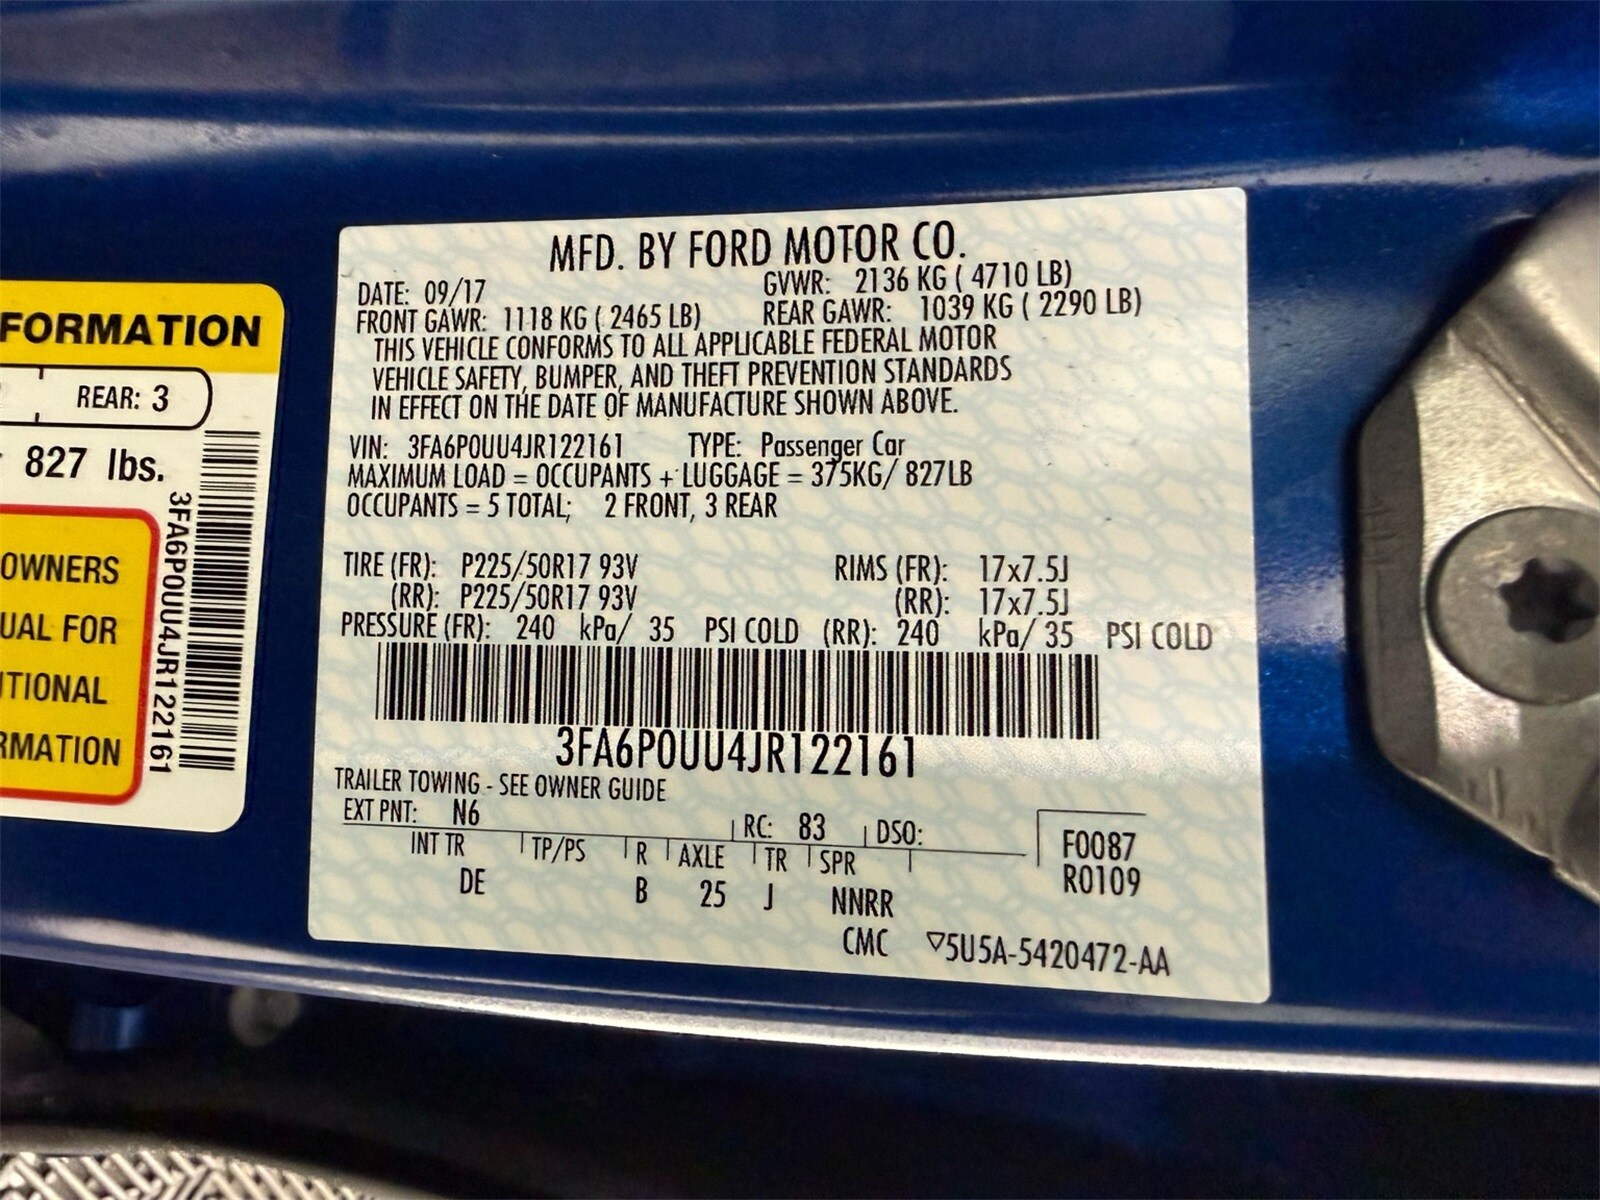 FORMATION
REAR: 3
827 lbs.
OWNERS
UAL FOR
ITIONAL
RMATION
3FA6P0UU4JR122161
MFD. BY FORD MOTOR CO.
DATE: 09/17 GVWR: 2136 KG ( 4710 LB)
FRONT GAWR: 1118 KG ( 2465 LB) REAR GAWR: 1039 KG ( 2290 LB)
THIS VEHICLE CONFORMS TO ALL APPLICABLE FEDERAL MOTOR
VEHICLE SAFETY, BUMPER, AND THEFT PREVENTION STANDARDS
IN EFFECT ON THE DATE OF MANUFACTURE SHOWN ABOVE.
VIN: 3FA6P0UU4JR122161 TYPE: Passenger Car
MAXIMUM LOAD = OCCUPANTS + LUGGAGE = 375KG/ 827LB
OCCUPANTS = 5 TOTAL; 2 FRONT, 3 REAR
TIRE (FR): P225/50R17 93V RIMS (FR): 17x7.5J
(RR): P225/50R17 93V (RR): 17x7.5J
PRESSURE (FR): 240 kPa/ 35 PSI COLD (RR): 240 kPa/ 35 PSI COLD
3FA6P0UU4JR122161
TRAILER TOWING - SEE OWNER GUIDE
EXT PNT: N6 RC: 83 DSO: F0087
INT TR TP/PS R AXLE TR SPR R0109
DE B 25 J NNRR
CMC ▽5U5A-5420472-AA